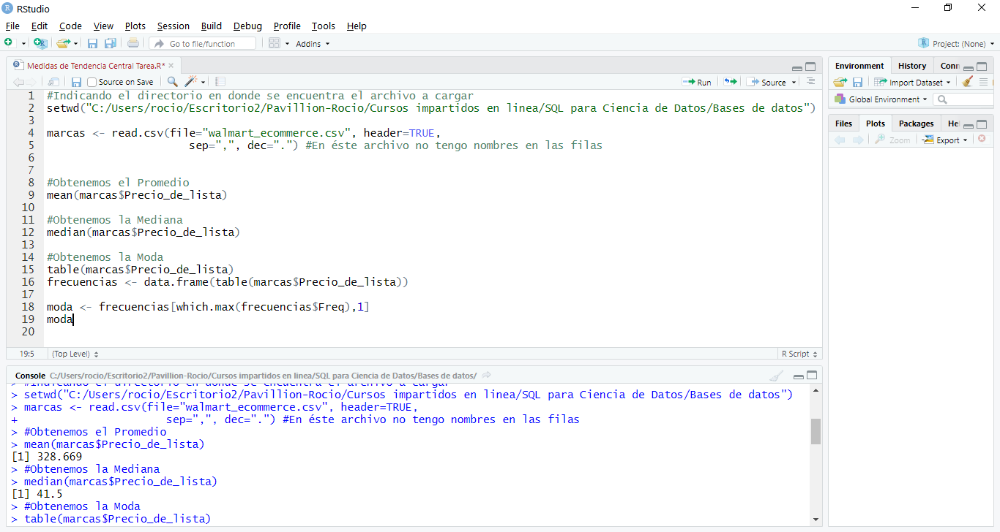 RStudio
File Edit Code View Plots Session Build Debug Profile Tools Help
Go to file/function Addins Project: (None)
Medidas de Tendencia Central Tarea.R*
Source on Save Run Source
1 #Indicando el directorio en donde se encuentra el archivo a cargar
2 setwd("C:/Users/rocio/Escritorio2/Pavillion-Rocio/Cursos impartidos en linea/SQL para Ciencia de Datos/Bases de datos")
3
4 marcas <- read.csv(file="walmart_ecommerce.csv", header=TRUE,
5 sep=",", dec=".") #En éste archivo no tengo nombres en las filas
6
7
8 #Obtenemos el Promedio
9 mean(marcas$Precio_de_lista)
10
11 #Obtenemos la Mediana
12 median(marcas$Precio_de_lista)
13
14 #Obtenemos la Moda
15 table(marcas$Precio_de_lista)
16 frecuencias <- data.frame(table(marcas$Precio_de_lista))
17
18 moda <- frecuencias[which.max(frecuencias$Freq),1]
19 moda
20
19:5 (Top Level) R Script
Console C:/Users/rocio/Escritorio2/Pavillion-Rocio/Cursos impartidos en linea/SQL para Ciencia de Datos/Bases de datos/
> #Indicando el directorio en donde se encuentra el archivo a cargar
> setwd("C:/Users/rocio/Escritorio2/Pavillion-Rocio/Cursos impartidos en linea/SQL para Ciencia de Datos/Bases de datos")
> marcas <- read.csv(file="walmart_ecommerce.csv", header=TRUE,
+ sep=",", dec=".") #En éste archivo no tengo nombres en las filas
> #Obtenemos el Promedio
> mean(marcas$Precio_de_lista)
[1] 328.669
> #Obtenemos la Mediana
> median(marcas$Precio_de_lista)
[1] 41.5
> #Obtenemos la Moda
> table(marcas$Precio_de_lista)
Environment History Conn
Import Dataset
Global Environment
Files Plots Packages Hel
Zoom Export